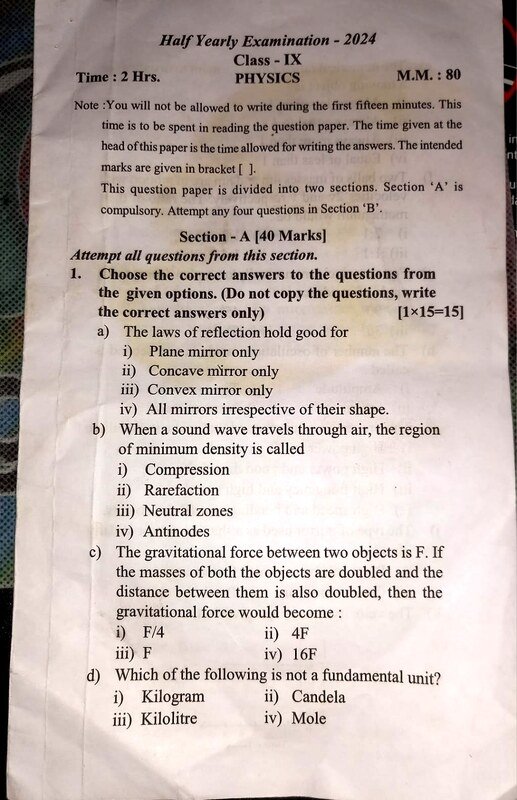 Half Yearly Examination - 2024
Class - IX
Time : 2 Hrs. PHYSICS M.M. : 80
Note :You will not be allowed to write during the first fifteen minutes. This
time is to be spent in reading the question paper. The time given at the
head of this paper is the time allowed for writing the answers. The intended
marks are given in bracket [ ].
This question paper is divided into two sections. Section ‘A’ is
compulsory. Attempt any four questions in Section ‘B’.
Section - A [40 Marks]
Attempt all questions from this section.
1. Choose the correct answers to the questions from
the given options. (Do not copy the questions, write
the correct answers only) [1×15=15]
a) The laws of reflection hold good for
i) Plane mirror only
ii) Concave mirror only
iii) Convex mirror only
iv) All mirrors irrespective of their shape.
b) When a sound wave travels through air, the region
of minimum density is called
i) Compression
ii) Rarefaction
iii) Neutral zones
iv) Antinodes
c) The gravitational force between two objects is F. If
the masses of both the objects are doubled and the
distance between them is also doubled, then the
gravitational force would become :
i) F/4 ii) 4F
iii) F iv) 16F
d) Which of the following is not a fundamental unit?
i) Kilogram ii) Candela
iii) Kilolitre iv) Mole